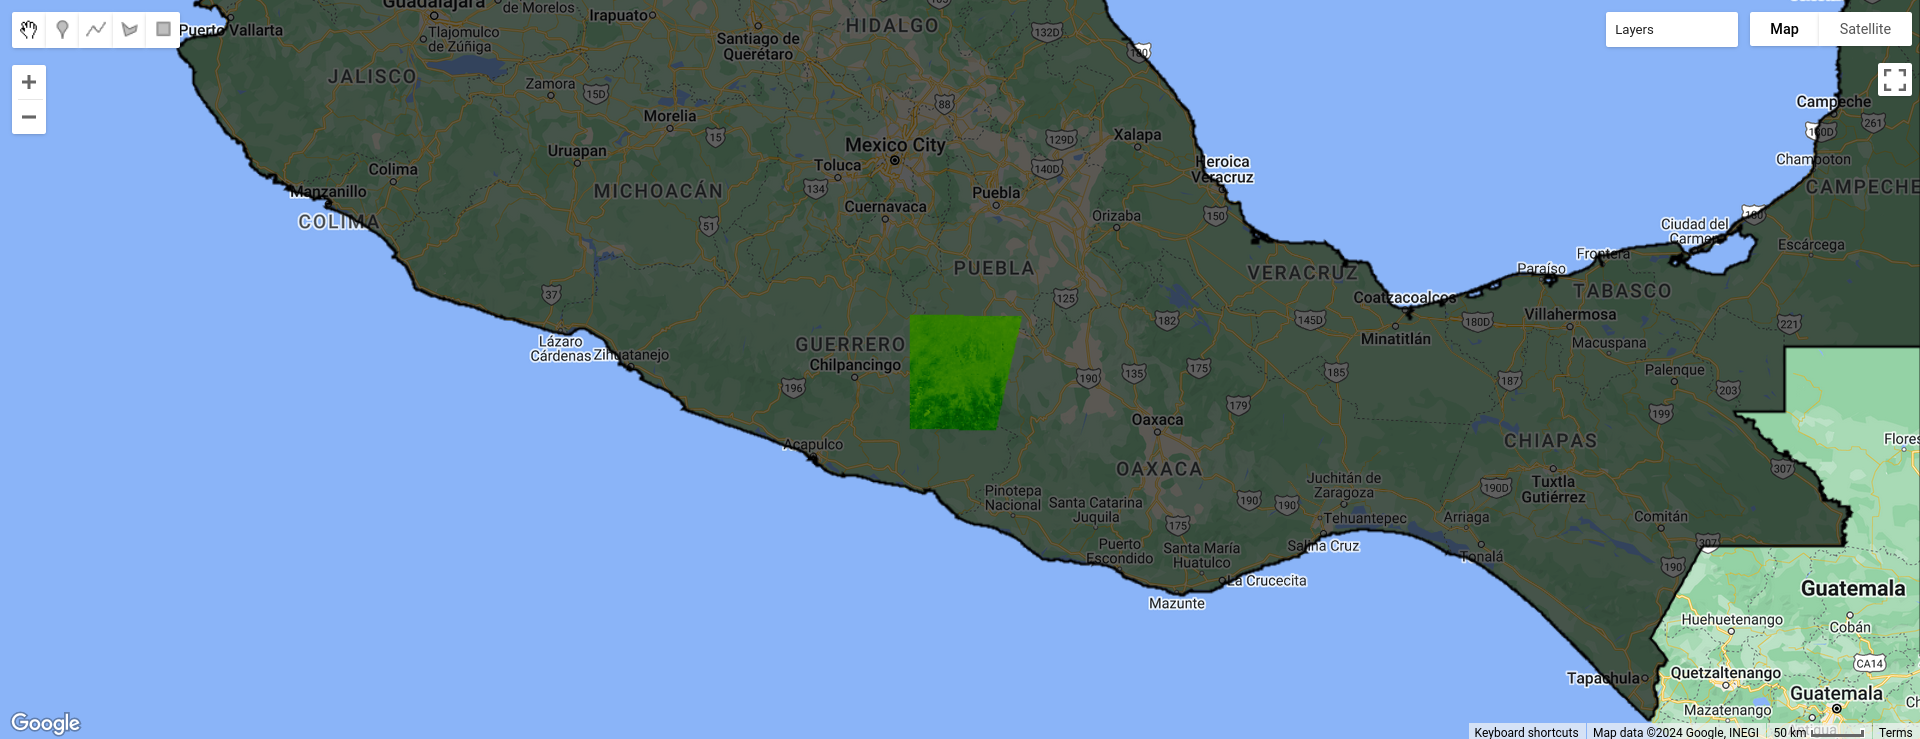 Guadalajara
de Morelos
Irapuato
HIDALGO
132D
180
Layers
Map
Satellite
Puerto Vallarta
Tlajomulco
de Zúñiga
Santiago de
Querétaro
JALISCO
Zamora
15D
88
Campeche
180D
261
Morelia
15
Mexico City
129D
Xalapa
Uruapan
Toluca
140D
Heroica
Veracruz
Champoton
Colima
Manzanillo
MICHOACÁN
134
Puebla
CAMPECHE
COLIMA
51
Cuernavaca
Orizaba
150
180
Ciudad del
Carmen
Escárcega
PUEBLA
VERACRUZ
Frontera
Paraíso
TABASCO
37
125
Coatzacoalcos
182
145D
180D
Villahermosa
221
Lázaro
Cárdenas
Zihuatanejo
GUERRERO
Chilpancingo
Minatitlán
Macuspana
196
190
135
175
185
187
Palenque
203
179
199
Oaxaca
Acapulco
CHIAPAS
Flores
OAXACA
307
Pinotepa
Nacional
Santa Catarina
Juquila
190
190
Juchitán de
Zaragoza
190D
Tuxtla
Gutiérrez
175
Tehuantepec
Arriaga
Comitán
Puerto
Escondido
Santa María
Huatulco
Salina Cruz
Tonalá
307
190
La Crucecita
Mazunte
Guatemala
Huehuetenango
Cobán
CA14
Tapachula
Quetzaltenango
Guatemala
Mazatenango
Antigua
Google
Keyboard shortcuts
Map data ©2024 Google, INEGI
50 km
Terms